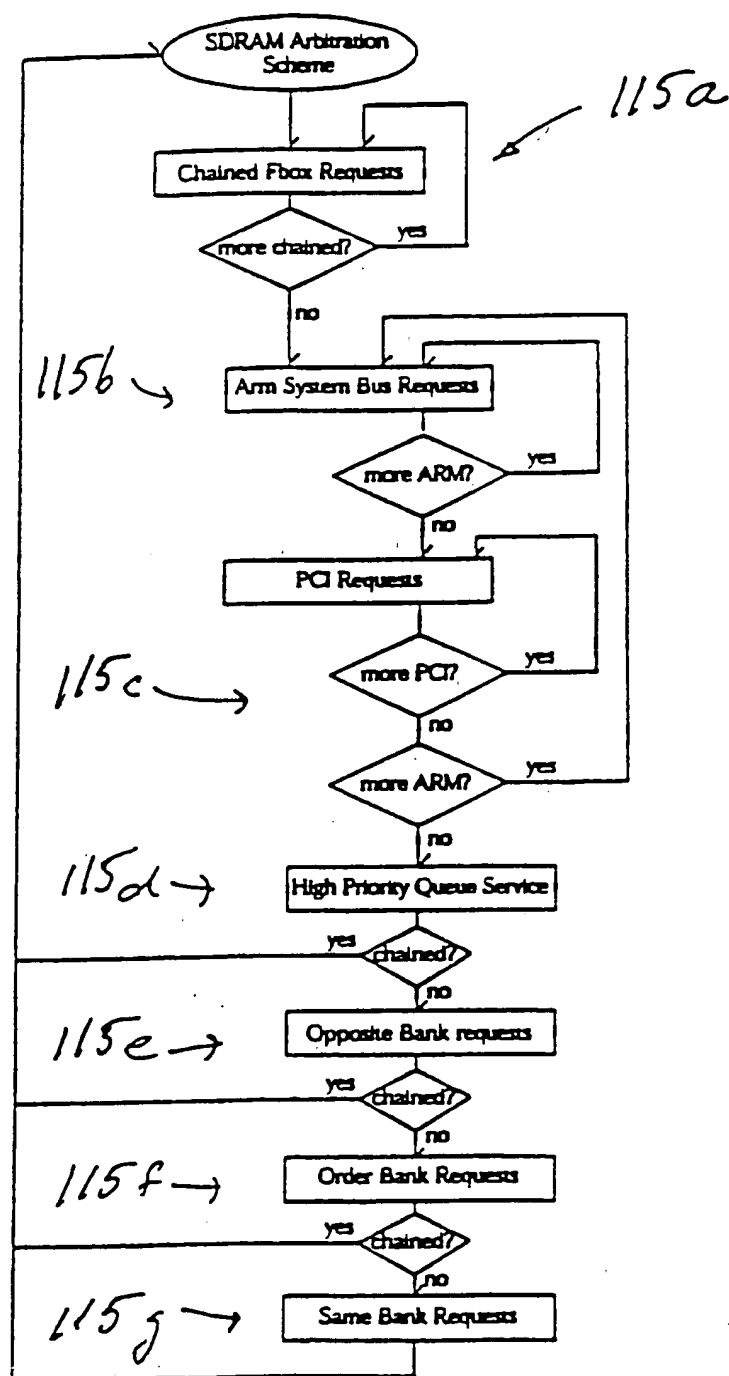 SDRAM Arbitration
Scheme
115a
Chained Fbox Requests
more chained?
yes
no
115b
Arm System Bus Requests
more ARM?
yes
no
PCI Requests
115c
more PCI?
yes
no
more ARM?
yes
no
115d
High Priority Queue Service
yes
chained?
no
115e
Opposite Bank requests
yes
chained?
no
115f
Order Bank Requests
yes
chained?
no
115g
Same Bank Requests